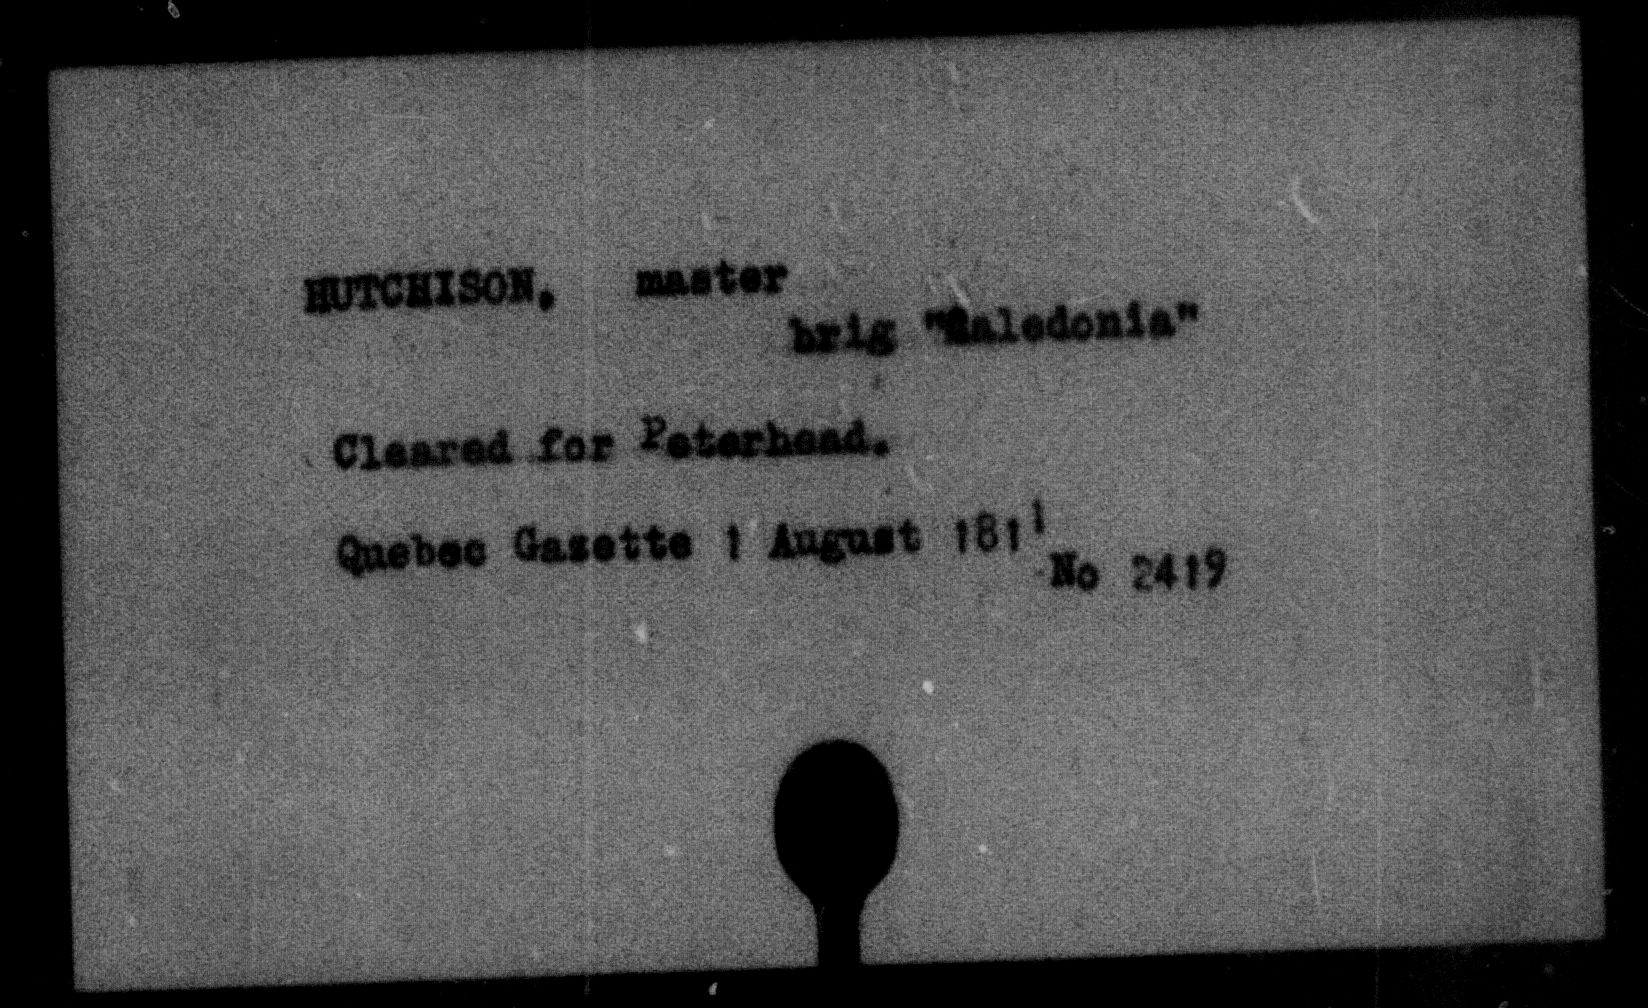 HUTCHISON, master
brig "Caledonia"
Cleared for Peterhead.
Quebec Gazette 1 August 1811
No 2419